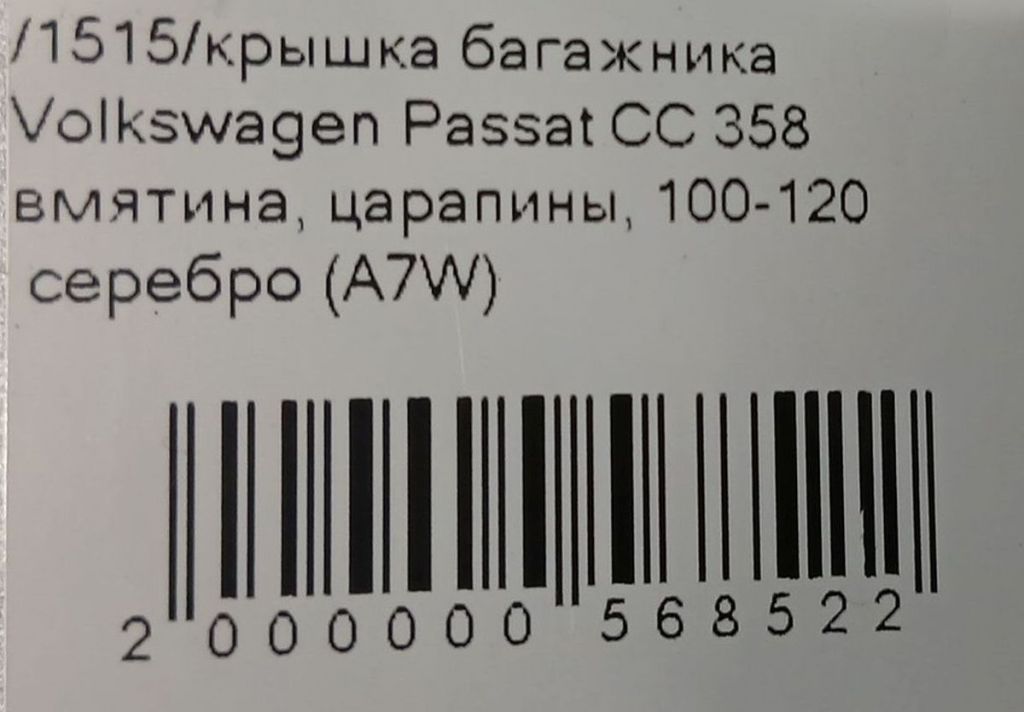 /1515/крышка багажника
Volkswagen Passat CC 358
вмятина, царапины, 100-120
серебро (A7W)
2 000000 568522